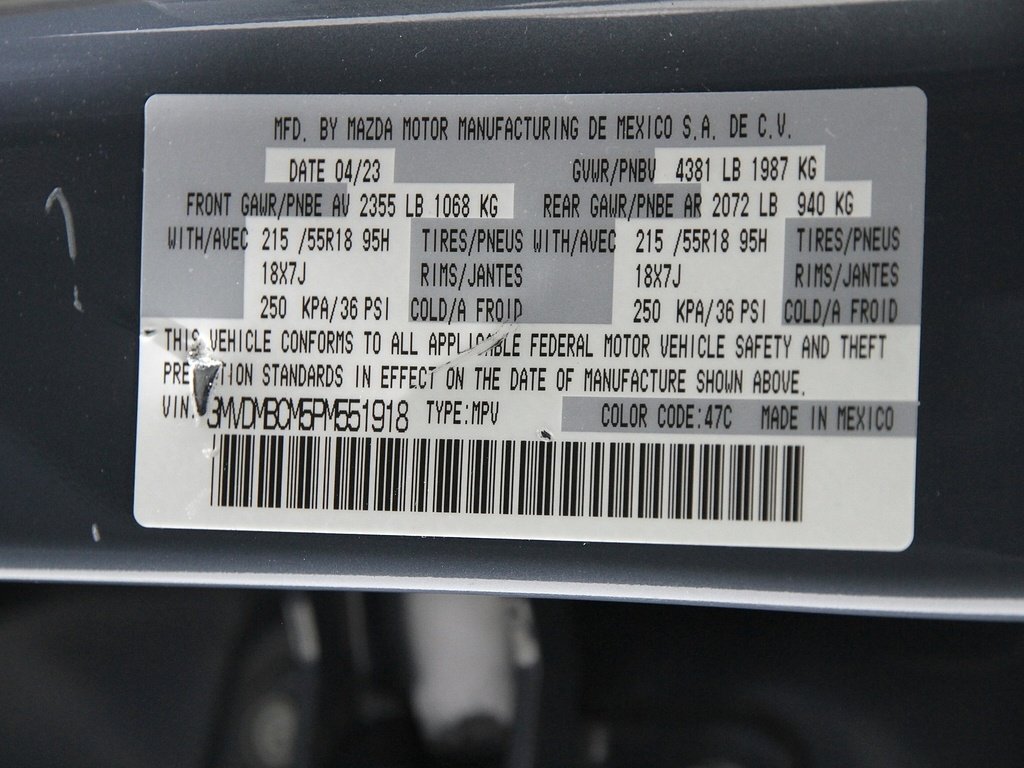 MFD. BY MAZDA MOTOR MANUFACTURING DE MEXICO S.A. DE C.V.
DATE 04/23 GVWR/PNBV 4381 LB 1987 KG
FRONT GAWR/PNBE AV 2355 LB 1068 KG REAR GAWR/PNBE AR 2072 LB 940 KG
WITH/AVEC 215 /55R18 95H TIRES/PNEUS WITH/AVEC 215 /55R18 95H TIRES/PNEUS
18X7J RIMS/JANTES 18X7J RIMS/JANTES
250 KPA/36 PSI COLD/A FROID 250 KPA/36 PSI COLD/A FROID
THIS VEHICLE CONFORMS TO ALL APPLICABLE FEDERAL MOTOR VEHICLE SAFETY AND THEFT
PRE TION STANDARDS IN EFFECT ON THE DATE OF MANUFACTURE SHOWN ABOVE.
VIN: 3MVDMBCM5PM551918 TYPE:MPV COLOR CODE:47C MADE IN MEXICO